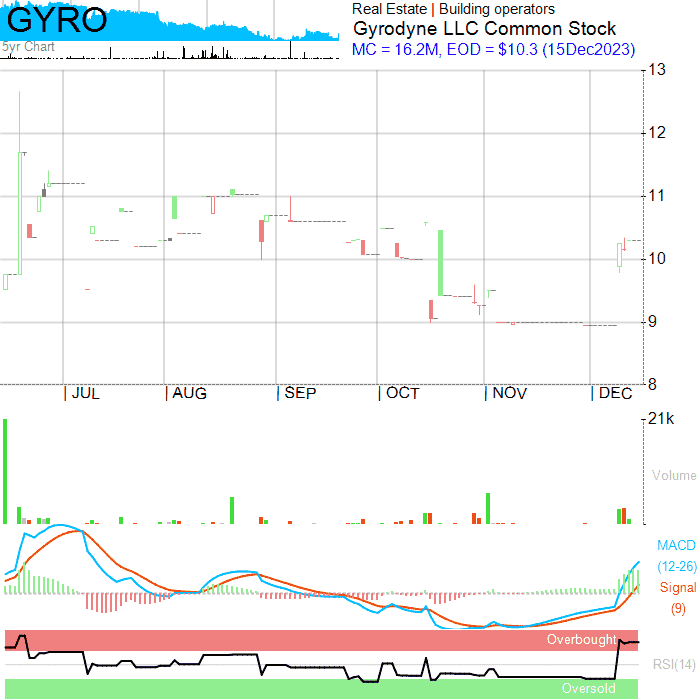 GYRO
5yr Chart
Real Estate | Building operators
Gyrodyne LLC Common Stock
MC = 16.2M, EOD = $10.3 (15Dec2023)
13
12
11
10
9
8
| JUL | AUG | SEP | OCT | NOV | DEC
21k
Volume
MACD
(12-26)
Signal
(9)
Overbought
RSI(14)
Oversold